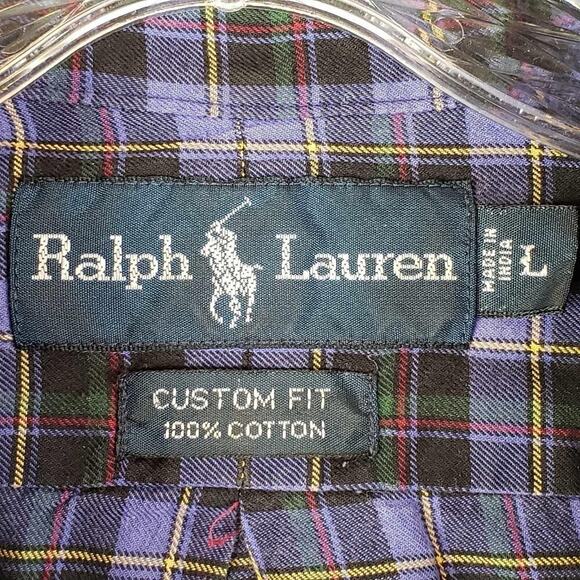 Ralph Lauren
MADE IN
INDIA
L
CUSTOM FIT
100% COTTON